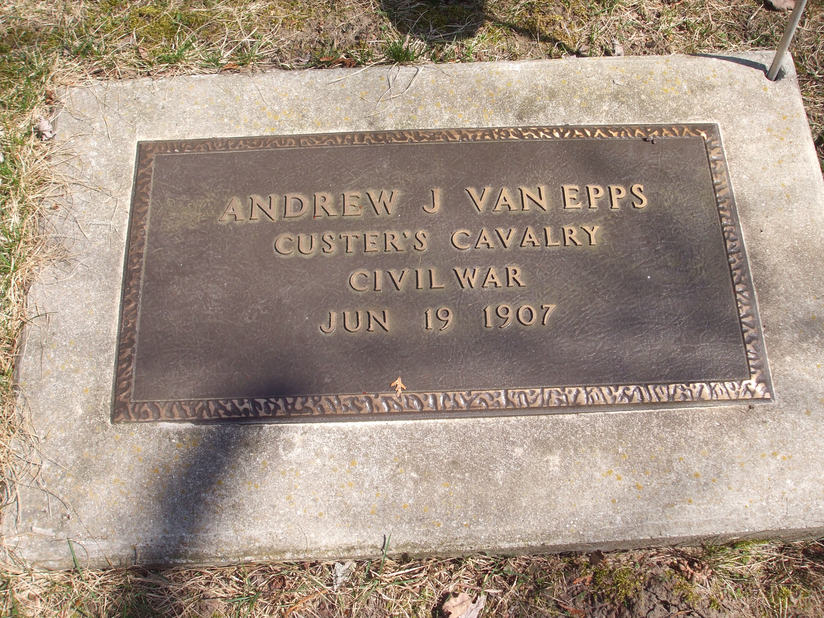 ANDREW J VAN EPPS
CUSTER'S CAVALRY
CIVIL WAR
JUN 19 1907